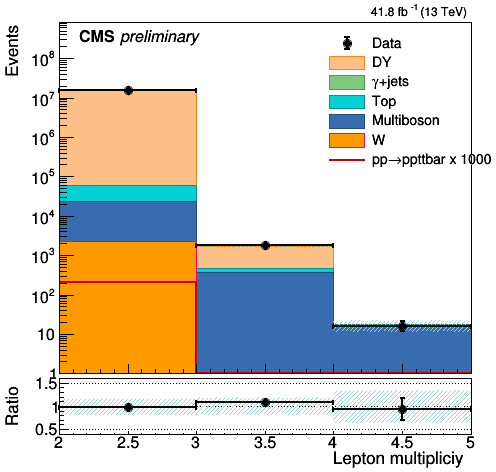 41.8 fb⁻¹ (13 TeV)
CMS preliminary
Events
10⁸
10⁷
10⁶
10⁵
10⁴
10³
10²
10
1
Data
DY
γ+jets
Top
Multiboson
W
pp→ppttbar x 1000
Ratio
1.5
1
0.5
2 2.5 3 3.5 4 4.5 5
Lepton multipliciy